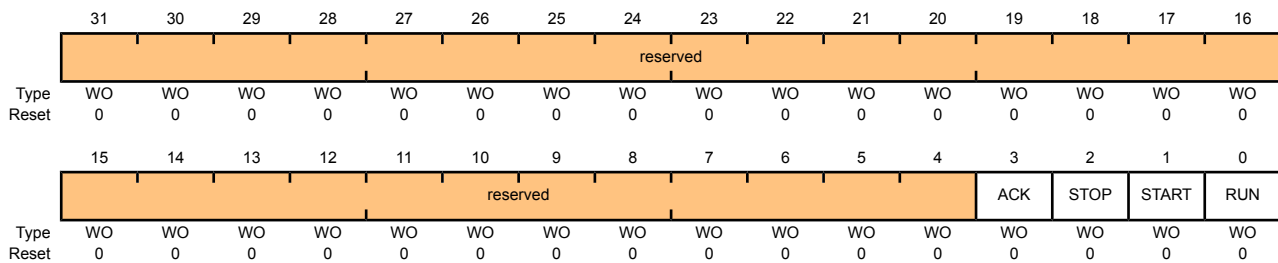 31 30 29 28 27 26 25 24 23 22 21 20 19 18 17 16
reserved
Type WO WO WO WO WO WO WO WO WO WO WO WO WO WO WO WO
Reset 0 0 0 0 0 0 0 0 0 0 0 0 0 0 0 0
15 14 13 12 11 10 9 8 7 6 5 4 3 2 1 0
reserved ACK STOP START RUN
Type WO WO WO WO WO WO WO WO WO WO WO WO WO WO WO WO
Reset 0 0 0 0 0 0 0 0 0 0 0 0 0 0 0 0